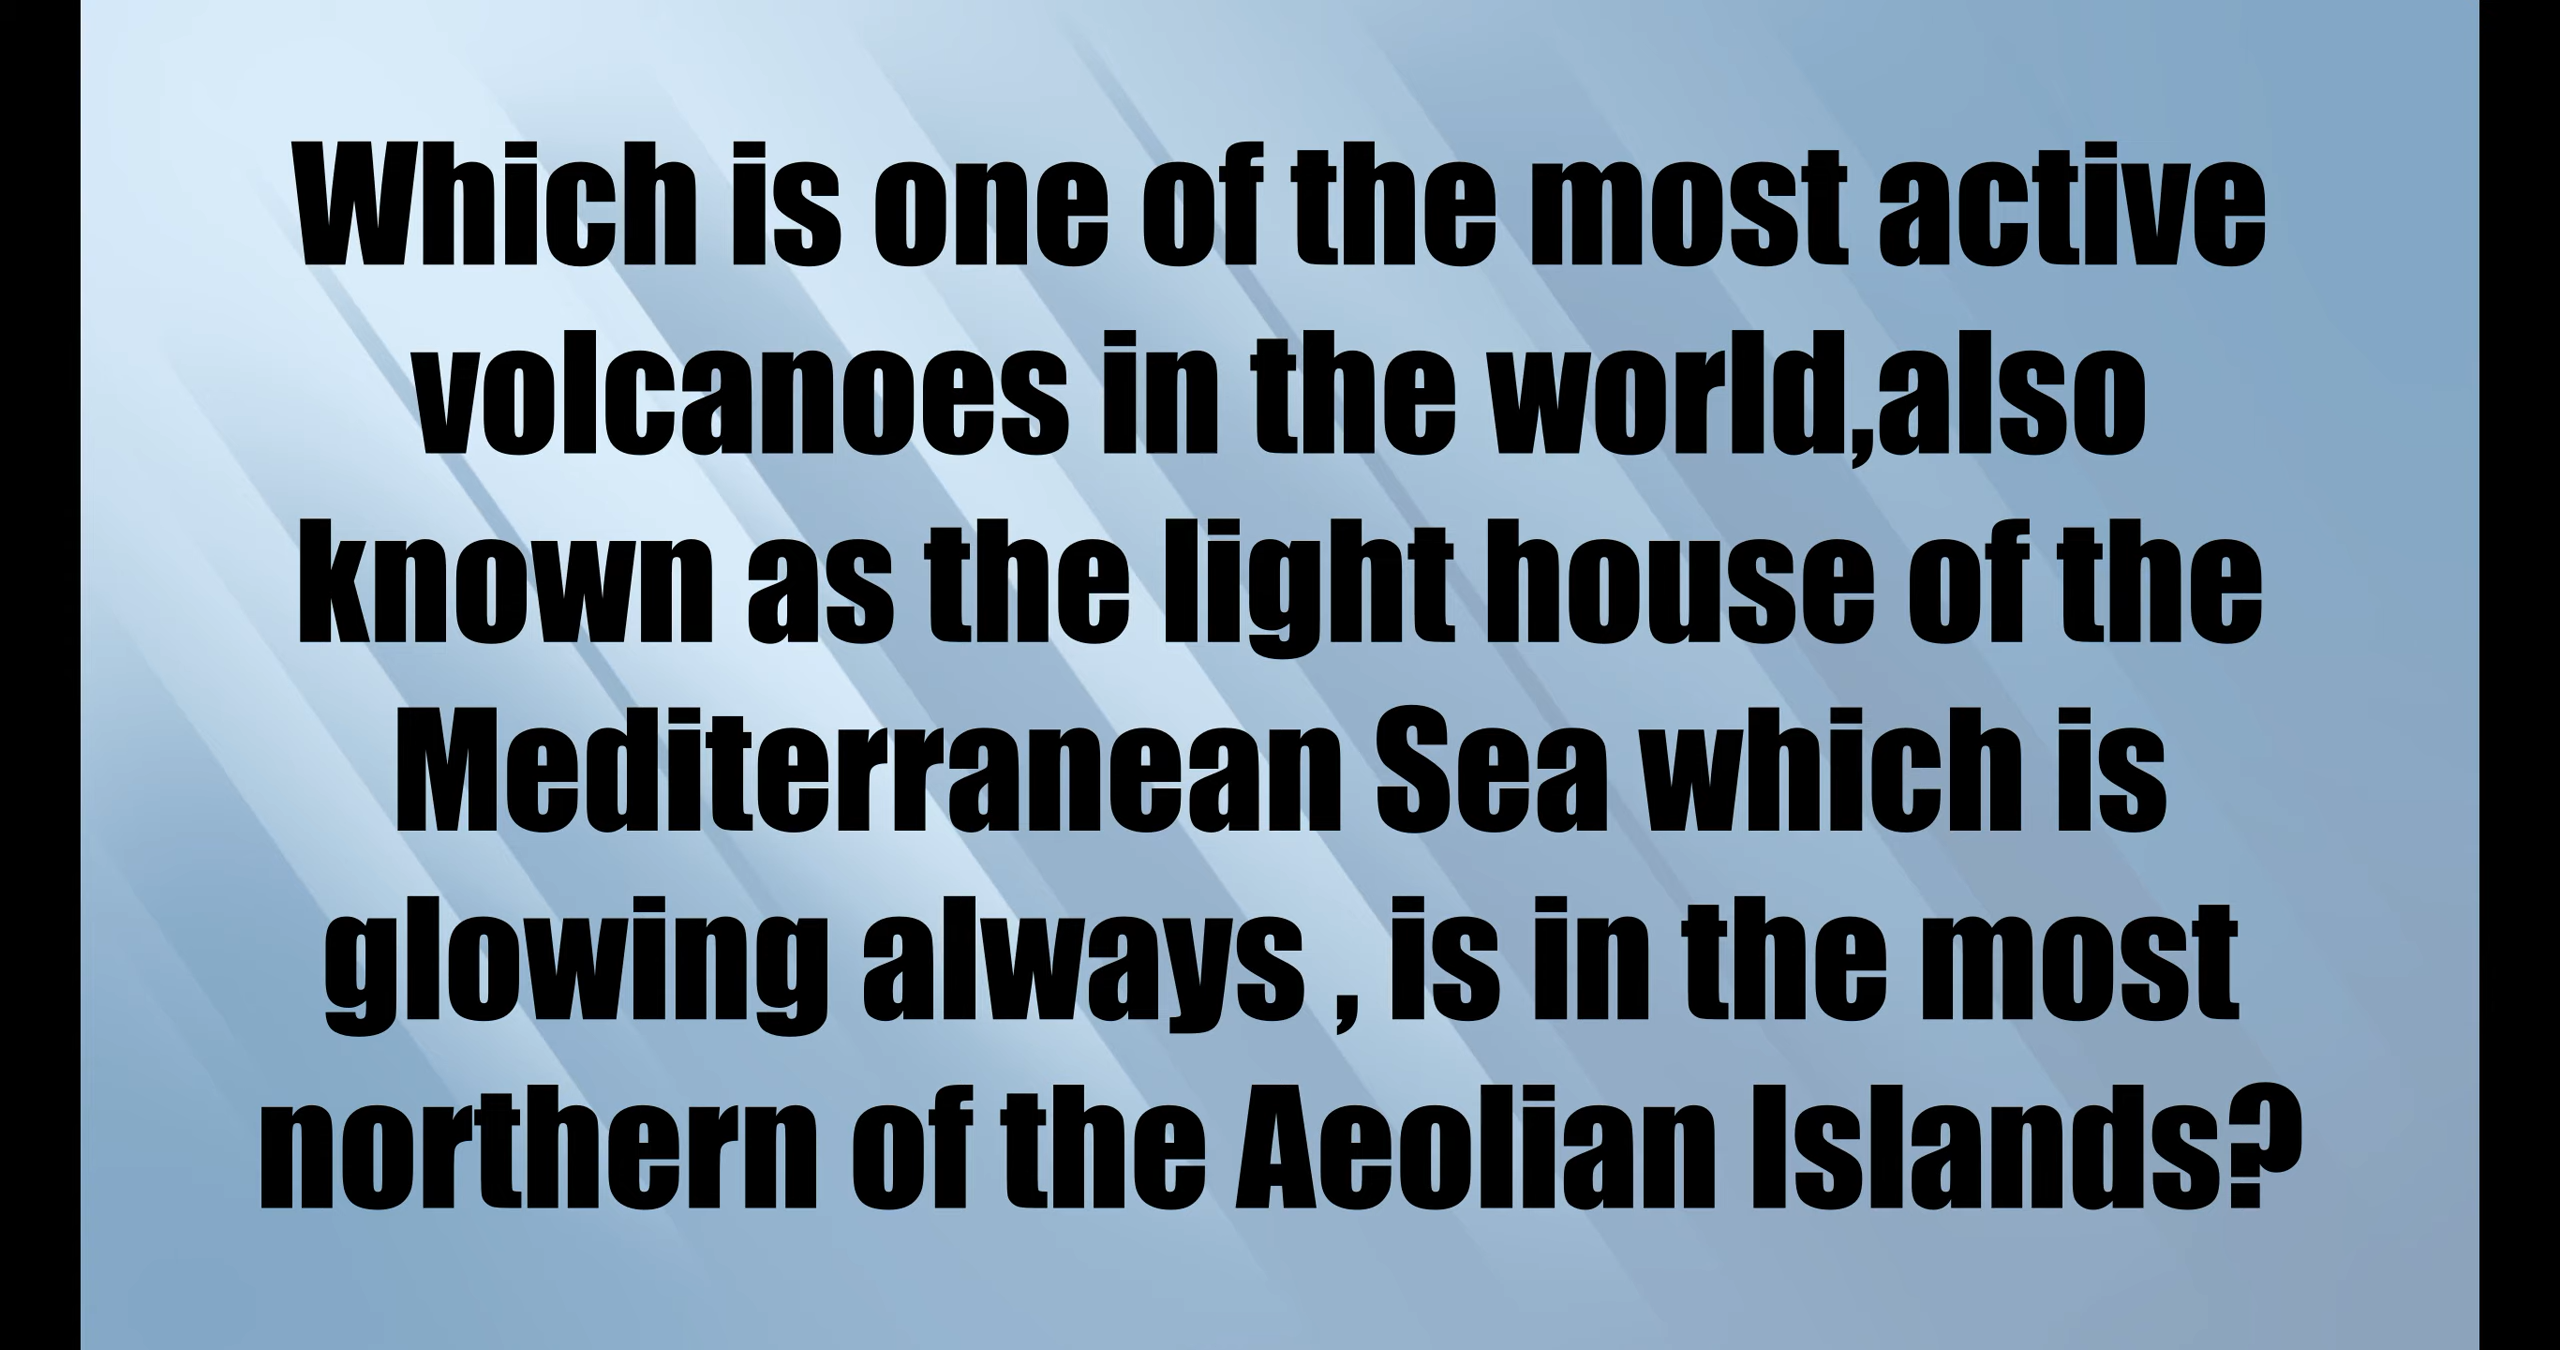 Which is one of the most active
volcanoes in the world,also
known as the light house of the
Mediterranean Sea which is
glowing always , is in the most
northern of the Aeolian Islands?